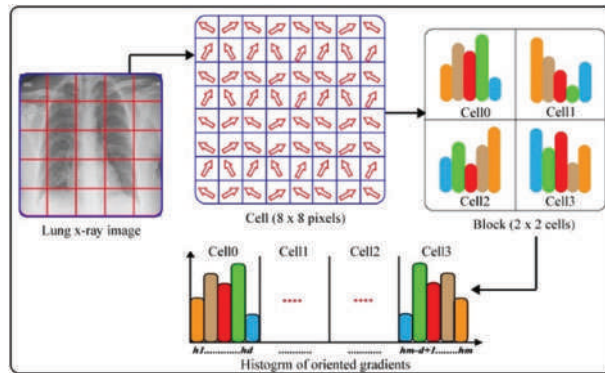 Lung x-ray image
Cell (8 x 8 pixels)
Cell0
Cell1
Cell2
Cell3
Block (2 x 2 cells)
Cell0
Cell1
Cell2
Cell3
....
....
h1..............hd
............
............
hm-d+1........hm
Histogrm of oriented gradients